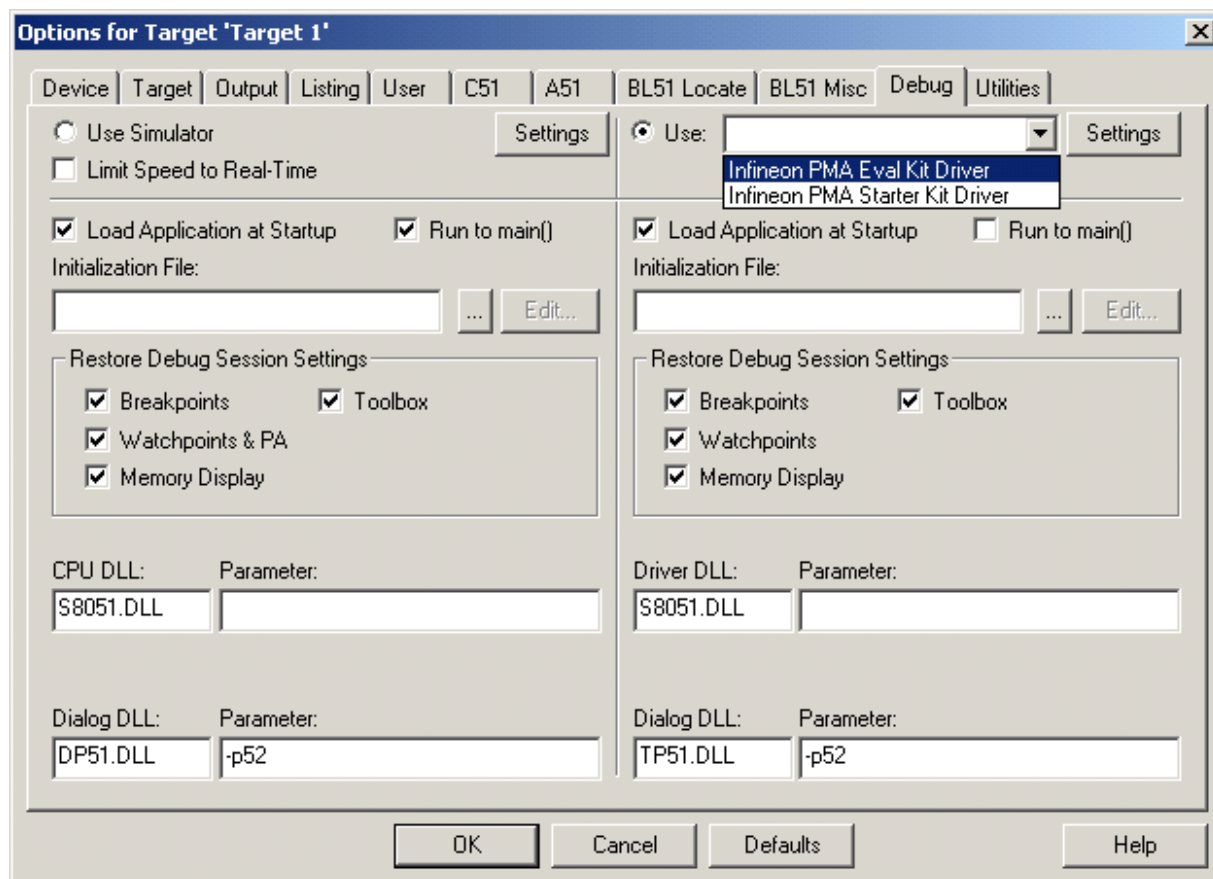 Options for Target 'Target 1'
Device Target Output Listing User C51 A51 BL51 Locate BL51 Misc Debug Utilities
Use Simulator Settings Use: Settings
Limit Speed to Real-Time Infineon PMA Eval Kit Driver
Infineon PMA Starter Kit Driver
Load Application at Startup Run to main() Load Application at Startup Run to main()
Initialization File: Initialization File:
... Edit... ... Edit...
Restore Debug Session Settings Restore Debug Session Settings
Breakpoints Toolbox Breakpoints Toolbox
Watchpoints & PA Watchpoints
Memory Display Memory Display
CPU DLL: Parameter: Driver DLL: Parameter:
S8051.DLL S8051.DLL
Dialog DLL: Parameter: Dialog DLL: Parameter:
DP51.DLL -p52 TP51.DLL -p52
OK Cancel Defaults Help